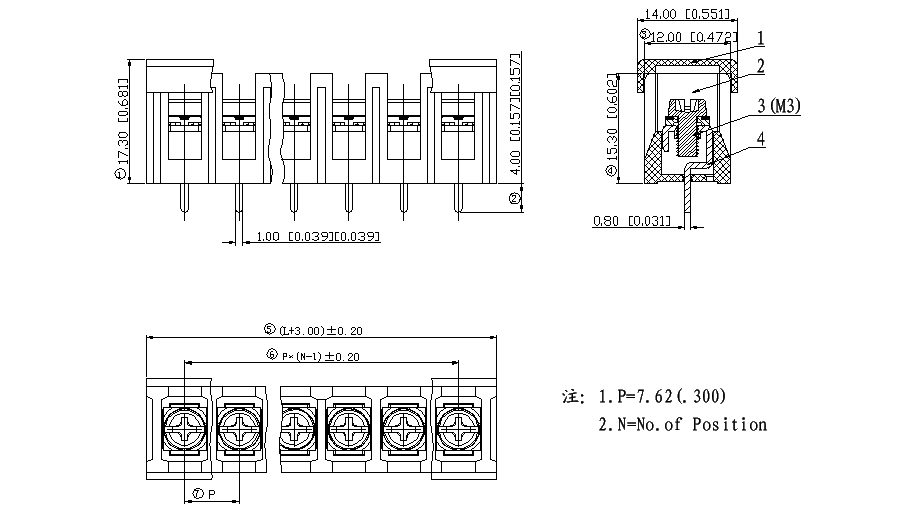 14.00 [0.551]
③ 12.00 [0.472]
1
2
3(M3)
4
① 17.30 [0.681]
4.00 [0.157][0.157]
②
④ 15.30 [0.602]
0.80 [0.031]
1.00 [0.039][0.039]
⑤ (L+3.00)±0.20
⑥ P×(N-1)±0.20
⑦ P
注: 1.P=7.62(.300)
2.N=No.of Position